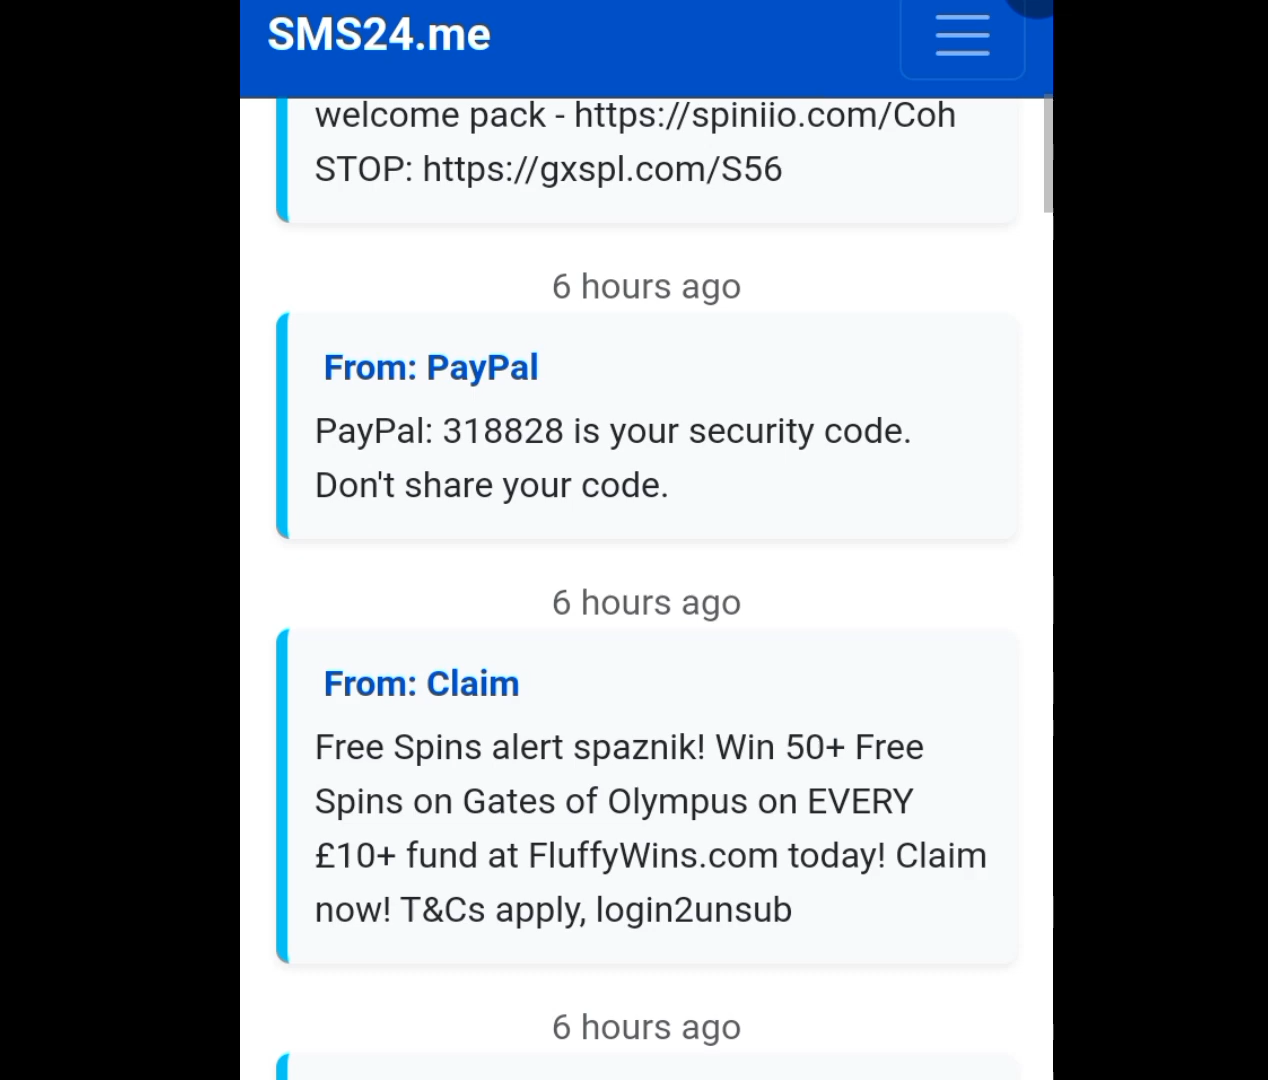 SMS24.me
welcome pack - https://spiniio.com/Coh
STOP: https://gxspl.com/S56
6 hours ago
From: PayPal
PayPal: 318828 is your security code.
Don't share your code.
6 hours ago
From: Claim
Free Spins alert spaznik! Win 50+ Free
Spins on Gates of Olympus on EVERY
£10+ fund at FluffyWins.com today! Claim
now! T&Cs apply, login2unsub
6 hours ago